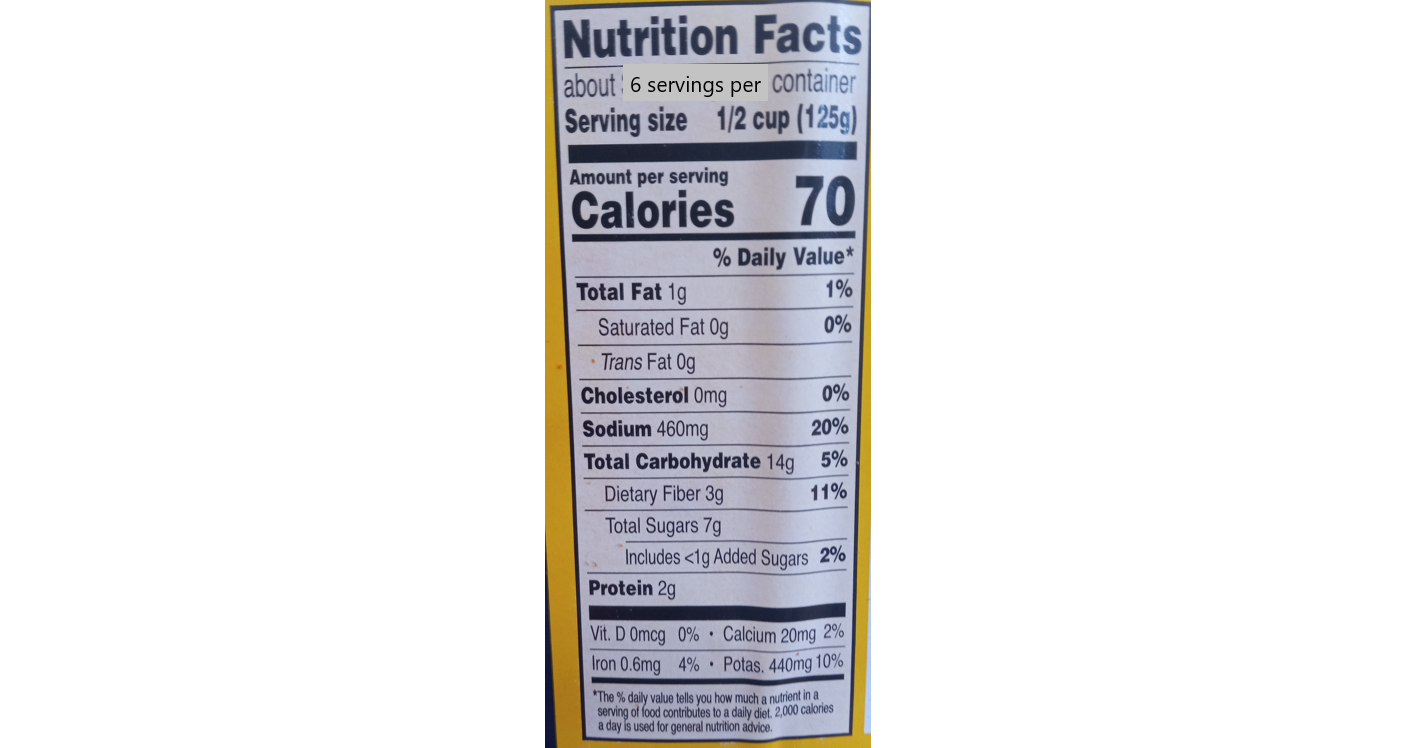 Nutrition Facts
about 6 servings per container
Serving size 1/2 cup (125g)
Amount per serving
Calories 70
% Daily Value*
Total Fat 1g 1%
Saturated Fat 0g 0%
Trans Fat 0g
Cholesterol 0mg 0%
Sodium 460mg 20%
Total Carbohydrate 14g 5%
Dietary Fiber 3g 11%
Total Sugars 7g
Includes <1g Added Sugars 2%
Protein 2g
Vit. D 0mcg 0% • Calcium 20mg 2%
Iron 0.6mg 4% • Potas. 440mg 10%
*The % daily value tells you how much a nutrient in a
serving of food contributes to a daily diet. 2,000 calories
a day is used for general nutrition advice.